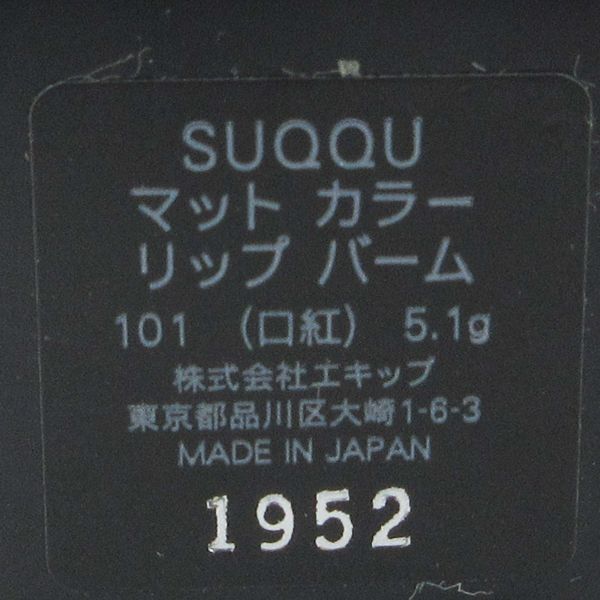 SUQQU
マット カラー
リップ バーム
101 (口紅) 5.1g
株式会社エキップ
東京都品川区大崎1-6-3
MADE IN JAPAN
1952